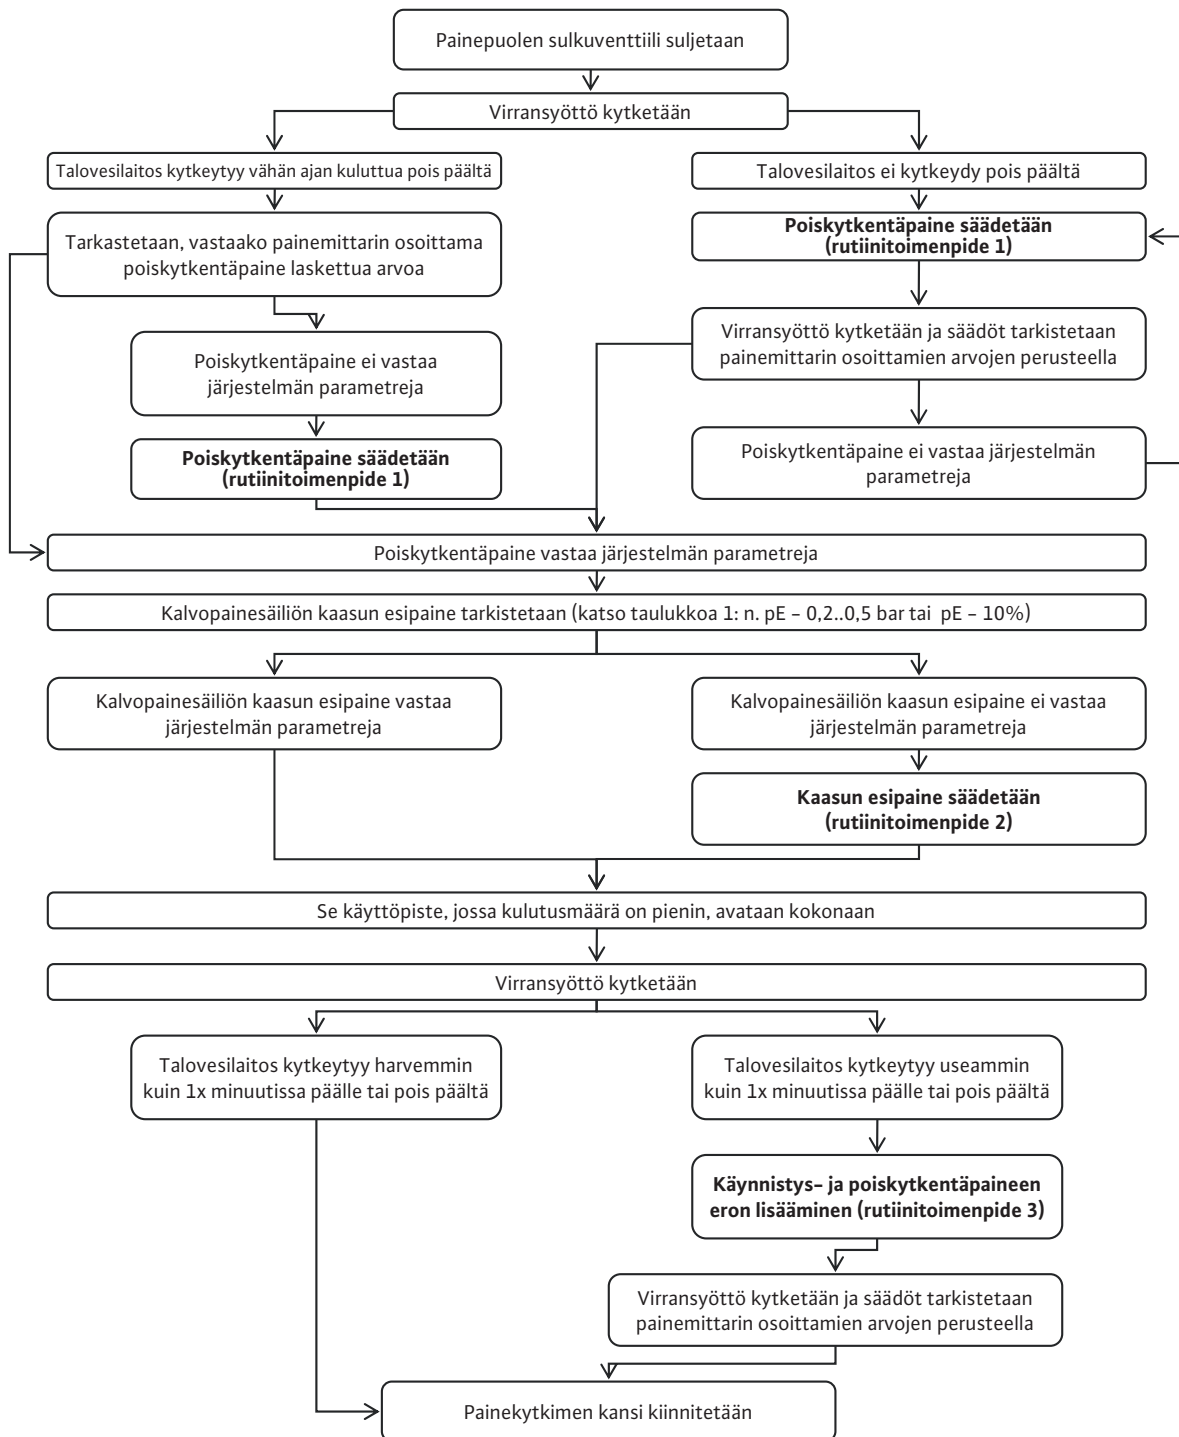 Painepuolen sulkuventtiili suljetaan
Virransyöttö kytketään
Talovesilaitos kytkeytyy vähän ajan kuluttua pois päältä
Talovesilaitos ei kytkeydy pois päältä
Tarkastetaan, vastaako painemittarin osoittama
poiskytkentäpaine laskettua arvoa
Poiskytkentäpaine säädetään
(rutiinitoimenpide 1)
Poiskytkentäpaine ei vastaa
järjestelmän parametreja
Virransyöttö kytketään ja säädöt tarkistetaan
painemittarin osoittamien arvojen perusteella
Poiskytkentäpaine säädetään
(rutiinitoimenpide 1)
Poiskytkentäpaine ei vastaa järjestelmän
parametreja
Poiskytkentäpaine vastaa järjestelmän parametreja
Kalvopainesäiliön kaasun esipaine tarkistetaan (katso taulukkoa 1: n. pE – 0,2..0,5 bar tai pE – 10%)
Kalvopainesäiliön kaasun esipaine vastaa
järjestelmän parametreja
Kalvopainesäiliön kaasun esipaine ei vastaa
järjestelmän parametreja
Kaasun esipaine säädetään
(rutiinitoimenpide 2)
Se käyttöpiste, jossa kulutusmäärä on pienin, avataan kokonaan
Virransyöttö kytketään
Talovesilaitos kytkeytyy harvemmin
kuin 1x minuutissa päälle tai pois päältä
Talovesilaitos kytkeytyy useammin
kuin 1x minuutissa päälle tai pois päältä
Käynnistys– ja poiskytkentäpaineen
eron lisääminen (rutiinitoimenpide 3)
Virransyöttö kytketään ja säädöt tarkistetaan
painemittarin osoittamien arvojen perusteella
Painekytkimen kansi kiinnitetään